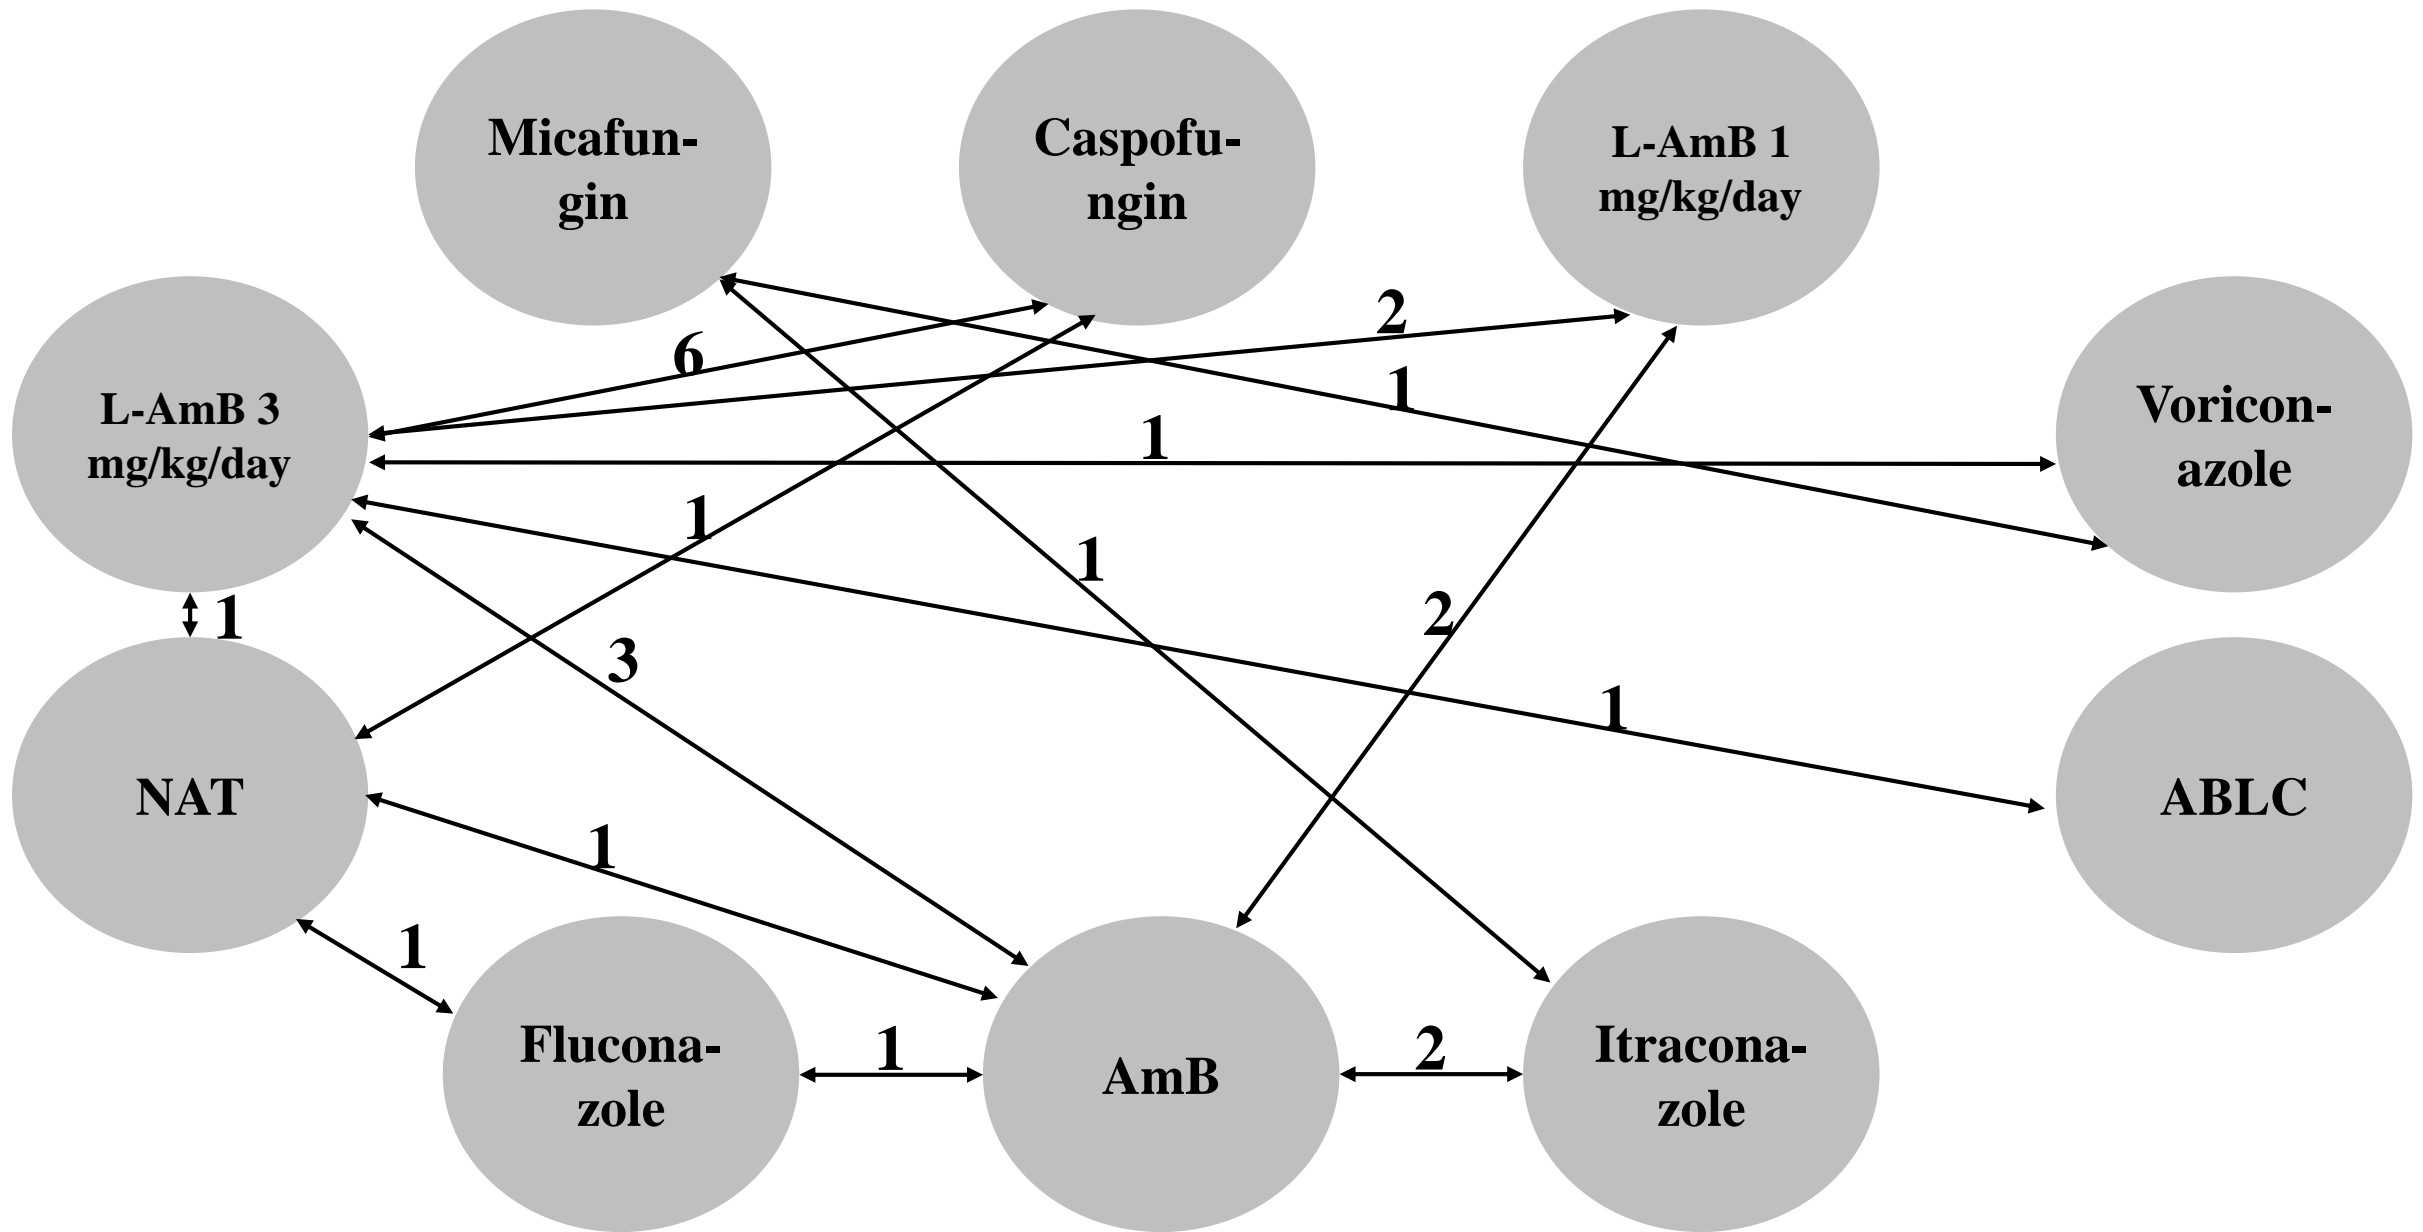 Micafun-
gin
Caspofu-
ngin
L-AmB 1
mg/kg/day
2
6
1
L-AmB 3
mg/kg/day
Voricon-
azole
1
1
1
1
2
3
1
NAT
ABLC
1
1
Flucona-
zole
1
AmB
2
Itracona-
zole